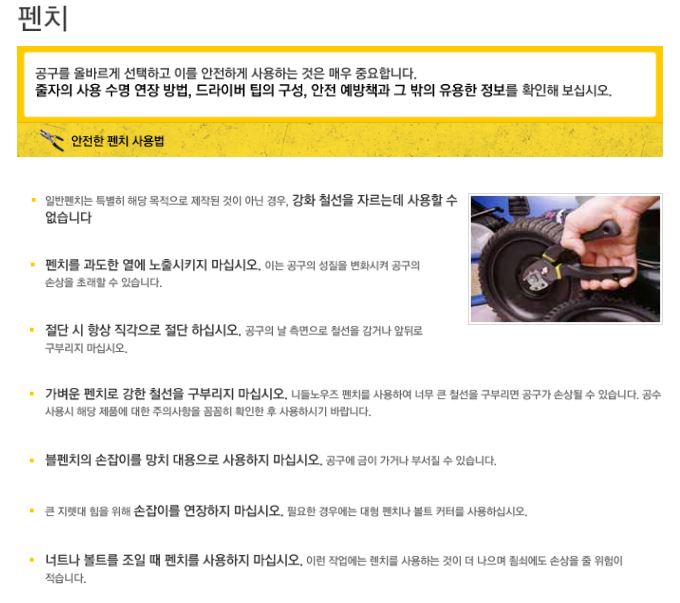 펜치
공구를 올바르게 선택하고 이를 안전하게 사용하는 것은 매우 중요합니다.
줄자의 사용 수명 연장 방법, 드라이버 팁의 구성, 안전 예방책과 그 밖의 유용한 정보를 확인해 보십시오.
안전한 펜치 사용법
일반펜치는 특별히 해당 목적으로 제작된 것이 아닌 경우, 강화 철선을 자르는데 사용할 수
없습니다
펜치를 과도한 열에 노출시키지 마십시오. 이는 공구의 성질을 변화시켜 공구의
손상을 초래할 수 있습니다.
절단 시 항상 직각으로 절단 하십시오. 공구의 날 측면으로 철선을 감거나 앞뒤로
구부리지 마십시오.
가벼운 펜치로 강한 철선을 구부리지 마십시오. 니들노우즈 펜치를 사용하여 너무 큰 철선을 구부리면 공구가 손상될 수 있습니다. 공수
사용시 해당 제품에 대한 주의사항을 꼼꼼히 확인한 후 사용하시기 바랍니다.
블펜치의 손잡이를 망치 대용으로 사용하지 마십시오. 공구에 금이 가거나 부서질 수 있습니다.
큰 지렛대 힘을 위해 손잡이를 연장하지 마십시오. 필요한 경우에는 대형 펜치나 볼트 커터를 사용하십시오.
너트나 볼트를 조일 때 펜치를 사용하지 마십시오. 이런 작업에는 렌치를 사용하는 것이 더 나으며 죔쇠에도 손상을 줄 위험이
적습니다.